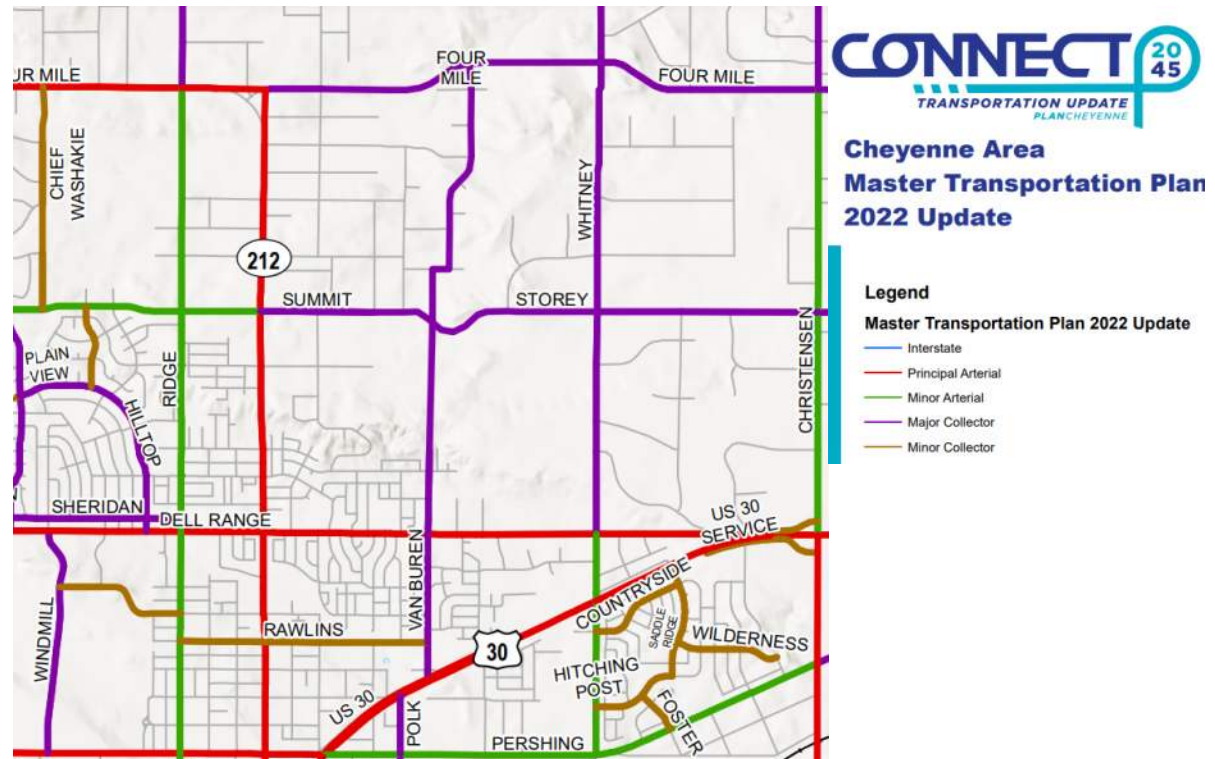 UR MILE
FOUR
MILE
FOUR MILE
CHIEF
WASHAKIE
WHITNEY
212
SUMMIT
STOREY
PLAIN
VIEW
RIDGE
HILLTOP
CHRISTENSEN
N
SHERIDAN
DELL RANGE
US 30
SERVICE
VAN BUREN
COUNTRYSIDE
RAWLINS
SADDLE
RIDGE
WILDERNESS
WINDMILL
30
HITCHING
POST
US 30
POLK
FOSTER
PERSHING
CONNECT
20
45
TRANSPORTATION UPDATE
PLANCHEYENNE
Cheyenne Area
Master Transportation Plan
2022 Update
Legend
Master Transportation Plan 2022 Update
Interstate
Principal Arterial
Minor Arterial
Major Collector
Minor Collector